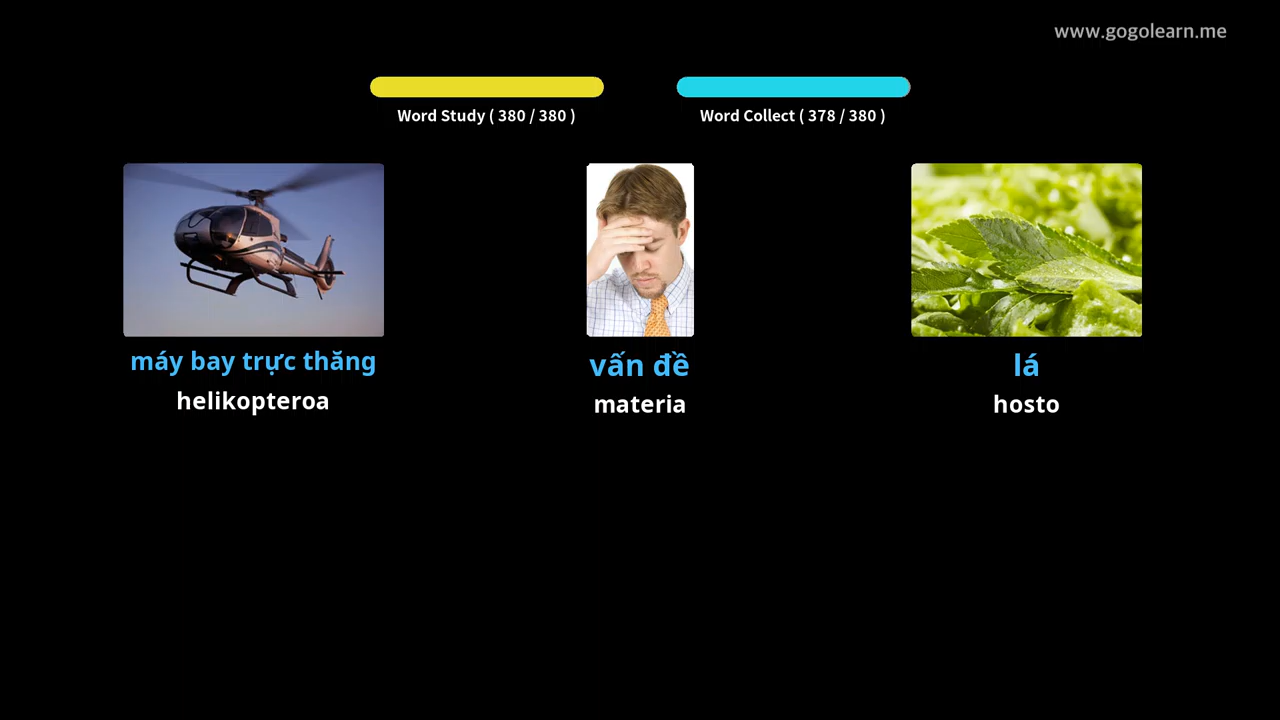 www.gogolearn.me
Word Study ( 380 / 380 )
Word Collect ( 378 / 380 )
máy bay trực thăng
vấn đề
lá
helikopteroa
materia
hosto